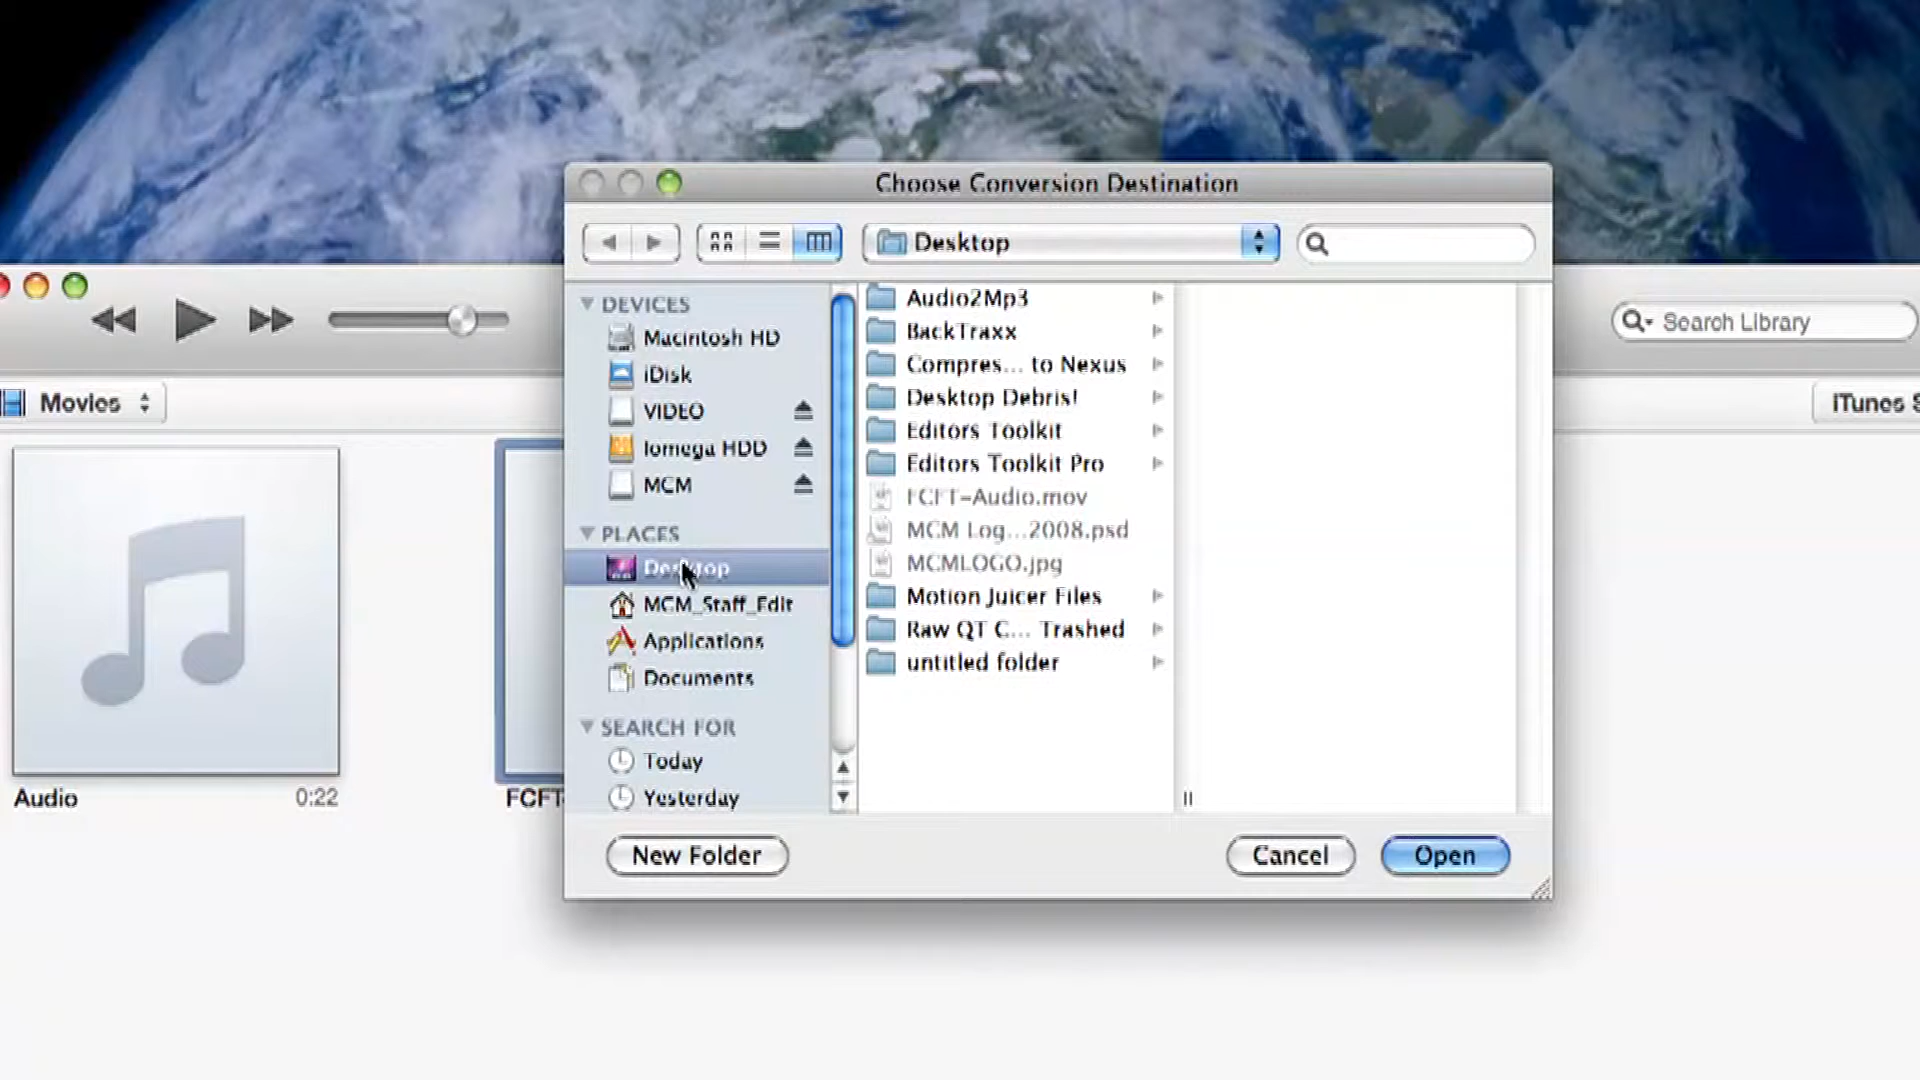 Choose Conversion Destination
Desktop
Search Library
Movies
iTunes S
DEVICES
Macintosh HD
iDisk
VIDEO
Iomega HDD
MCM
PLACES
Desktop
MCM_Staff_Edit
Applications
Documents
SEARCH FOR
Today
Yesterday
Audio2Mp3
BackTraxx
Compres... to Nexus
Desktop Debris!
Editors Toolkit
Editors Toolkit Pro
FCFT-Audio.mov
MCM Log...2008.psd
MCMLOGO.jpg
Motion Juicer Files
Raw QT C... Trashed
untitled folder
Audio 0:22
FCFT
New Folder
Cancel
Open